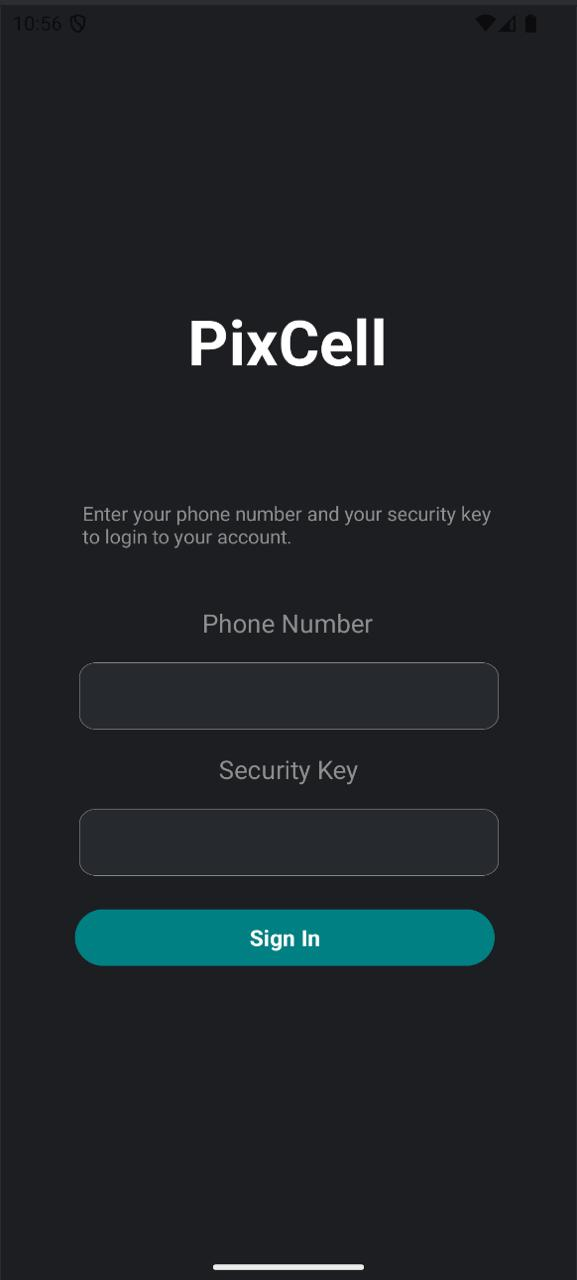 10:56
PixCell
Enter your phone number and your security key
to login to your account.
Phone Number
Security Key
Sign In